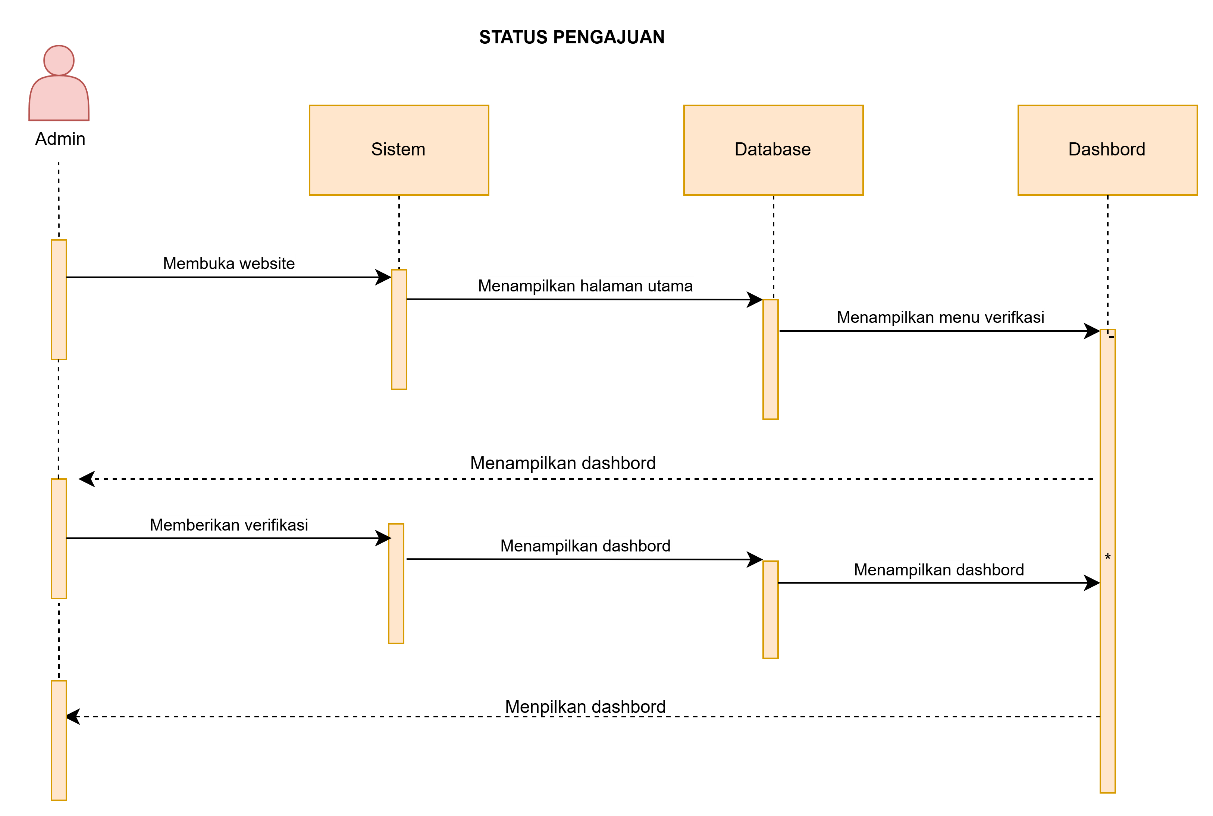 STATUS PENGAJUAN
Admin
Sistem
Database
Dashbord
Membuka website
Menampilkan halaman utama
Menampilkan menu verifkasi
Menampilkan dashbord
Memberikan verifikasi
Menampilkan dashbord
*
Menampilkan dashbord
Menpilkan dashbord